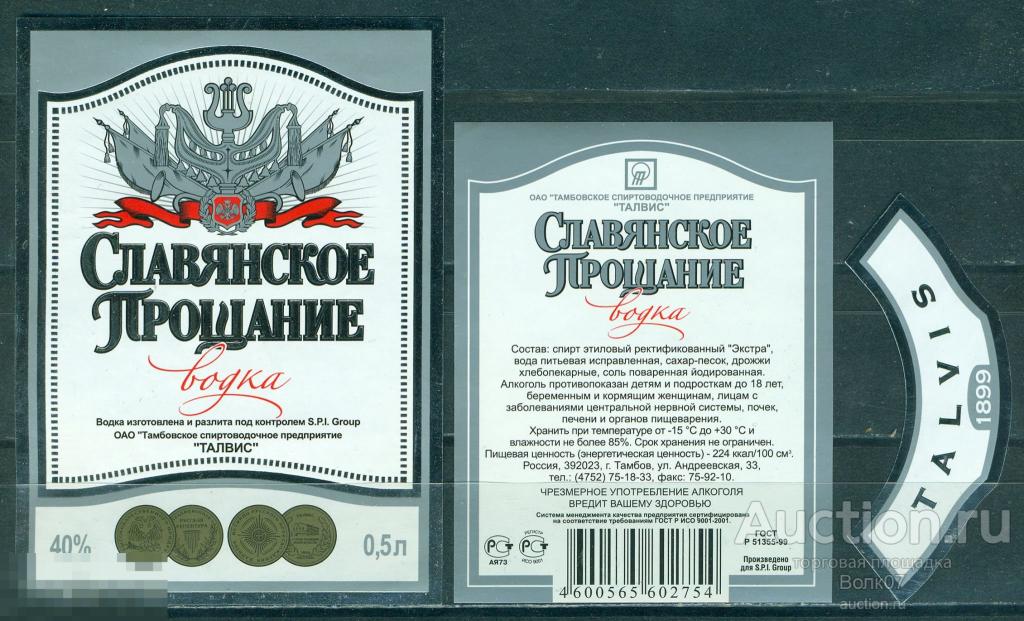 СЛАВЯНСКОЕ
ПРОЩАНИЕ
водка
Водка изготовлена и разлита под контролем S.P.I. Group
ОАО "Тамбовское спиртоводочное предприятие
"ТАЛВИС"
40%
0,5л
ОАО "ТАМБОВСКОЕ СПИРТОВОДОЧНОЕ ПРЕДПРИЯТИЕ
"ТАЛВИС"
СЛАВЯНСКОЕ
ПРОЩАНИЕ
водка
Состав: спирт этиловый ректификованный "Экстра",
вода питьевая исправленная, сахар-песок, дрожжи
хлебопекарные, соль поваренная йодированная.
Алкоголь противопоказан детям и подросткам до 18 лет,
беременным и кормящим женщинам, лицам с
заболеваниями центральной нервной системы, почек,
печени и органов пищеварения.
Хранить при температуре от -15 °С до +30 °С и
влажности не более 85%. Срок хранения не ограничен.
Пищевая ценность (энергетическая ценность) - 224 ккал/100 см³.
Россия, 392023, г. Тамбов, ул. Андреевская, 33,
тел.: (4752) 75-18-33, факс: 75-92-10.
ЧРЕЗМЕРНОЕ УПОТРЕБЛЕНИЕ АЛКОГОЛЯ
ВРЕДИТ ВАШЕМУ ЗДОРОВЬЮ
Система менеджмента качества предприятия сертифицирована
на соответствие требованиям ГОСТ Р ИСО 9001-2001.
РЕГИСТР
АЯ73
ИСО 9001
ГОСТ
Р 51355-99
Произведено
для S.P.I. Group
4 600565 602754
TALVIS
1899
Auction.ru
торговая площадка
Волк07
auction.ru